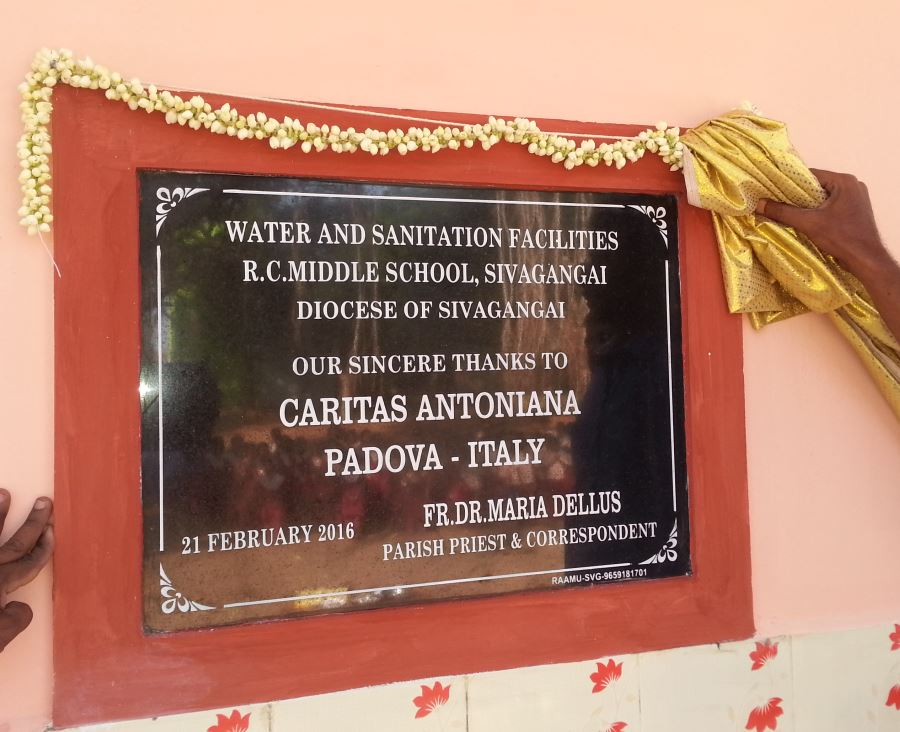 WATER AND SANITATION FACILITIES
R.C.MIDDLE SCHOOL, SIVAGANGAI
DIOCESE OF SIVAGANGAI
OUR SINCERE THANKS TO
CARITAS ANTONIANA
PADOVA - ITALY
FR.DR.MARIA DELLUS
21 FEBRUARY 2016
PARISH PRIEST & CORRESPONDENT
RAAMU-SVG-9659181701